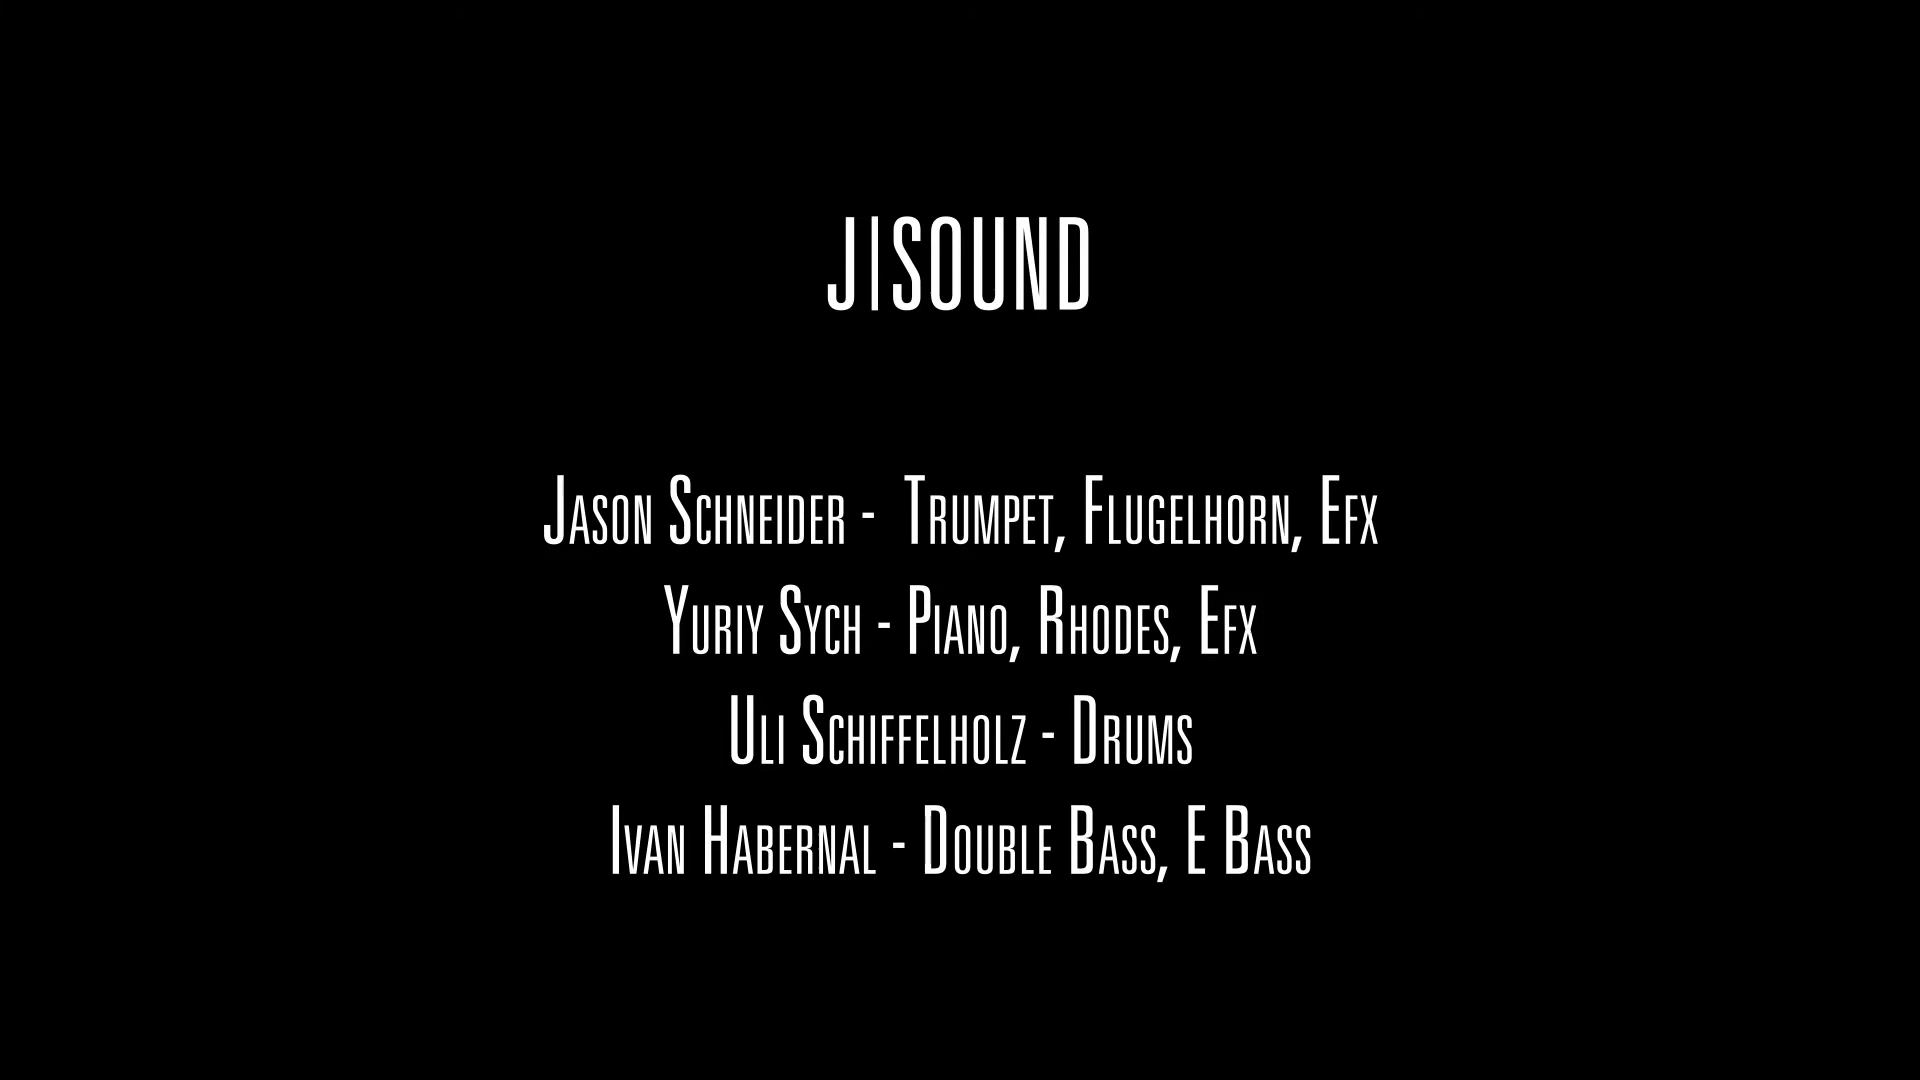 J|SOUND
Jason Schneider - Trumpet, Flugelhorn, Efx
Yuriy Sych - Piano, Rhodes, Efx
Uli Schiffelholz - Drums
Ivan Habernal - Double Bass, E Bass